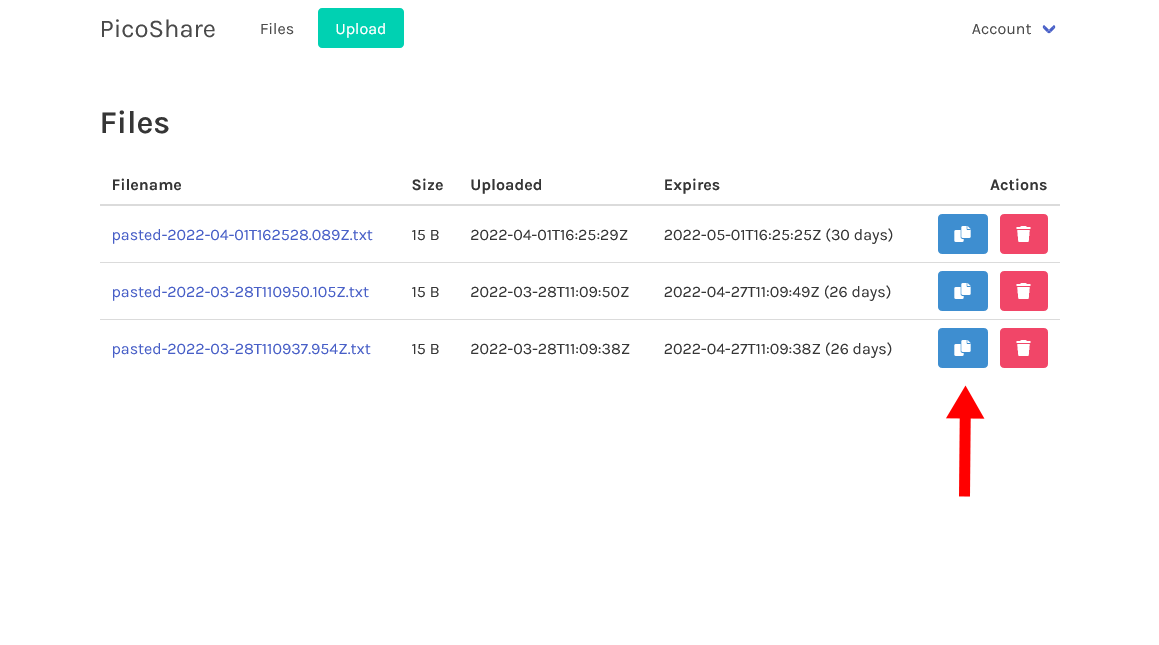 PicoShare Files Upload Account
Files
Filename Size Uploaded Expires Actions
pasted-2022-04-01T162528.089Z.txt 15 B 2022-04-01T16:25:29Z 2022-05-01T16:25:25Z (30 days)
pasted-2022-03-28T110950.105Z.txt 15 B 2022-03-28T11:09:50Z 2022-04-27T11:09:49Z (26 days)
pasted-2022-03-28T110937.954Z.txt 15 B 2022-03-28T11:09:38Z 2022-04-27T11:09:38Z (26 days)